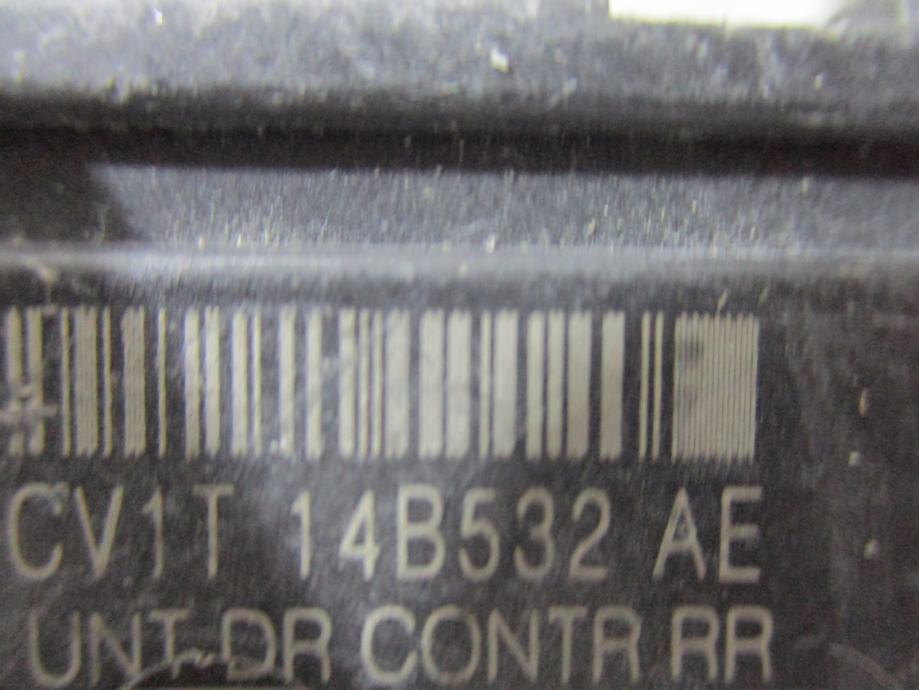 CV1T 14B532 AE
UNT-DR CONTR RR